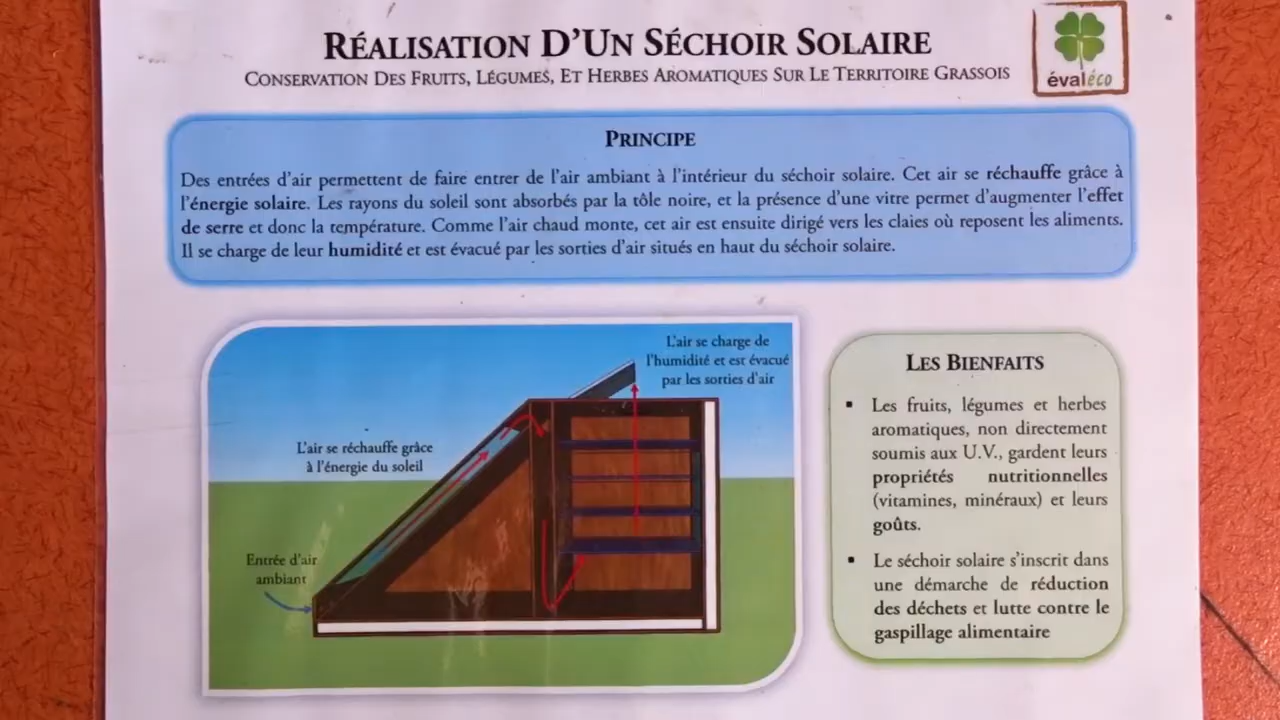 RÉALISATION D'UN SÉCHOIR SOLAIRE
CONSERVATION DES FRUITS, LÉGUMES, ET HERBES AROMATIQUES SUR LE TERRITOIRE GRASSOIS
évaléco
PRINCIPE
Des entrées d'air permettent de faire entrer de l'air ambiant à l'intérieur du séchoir solaire. Cet air se réchauffe grâce à
l'énergie solaire. Les rayons du soleil sont absorbés par la tôle noire, et la présence d'une vitre permet d'augmenter l'effet
de serre et donc la température. Comme l'air chaud monte, cet air est ensuite dirigé vers les claies où reposent les aliments.
Il se charge de leur humidité et est évacué par les sorties d'air situés en haut du séchoir solaire.
L'air se charge de
l'humidité et est évacué
par les sorties d'air
L'air se réchauffe grâce
à l'énergie du soleil
Entrée d'air
ambiant
LES BIENFAITS
▪ Les fruits, légumes et herbes
aromatiques, non directement
soumis aux U.V., gardent leurs
propriétés nutritionnelles
(vitamines, minéraux) et leurs
goûts.
▪ Le séchoir solaire s'inscrit dans
une démarche de réduction
des déchets et lutte contre le
gaspillage alimentaire